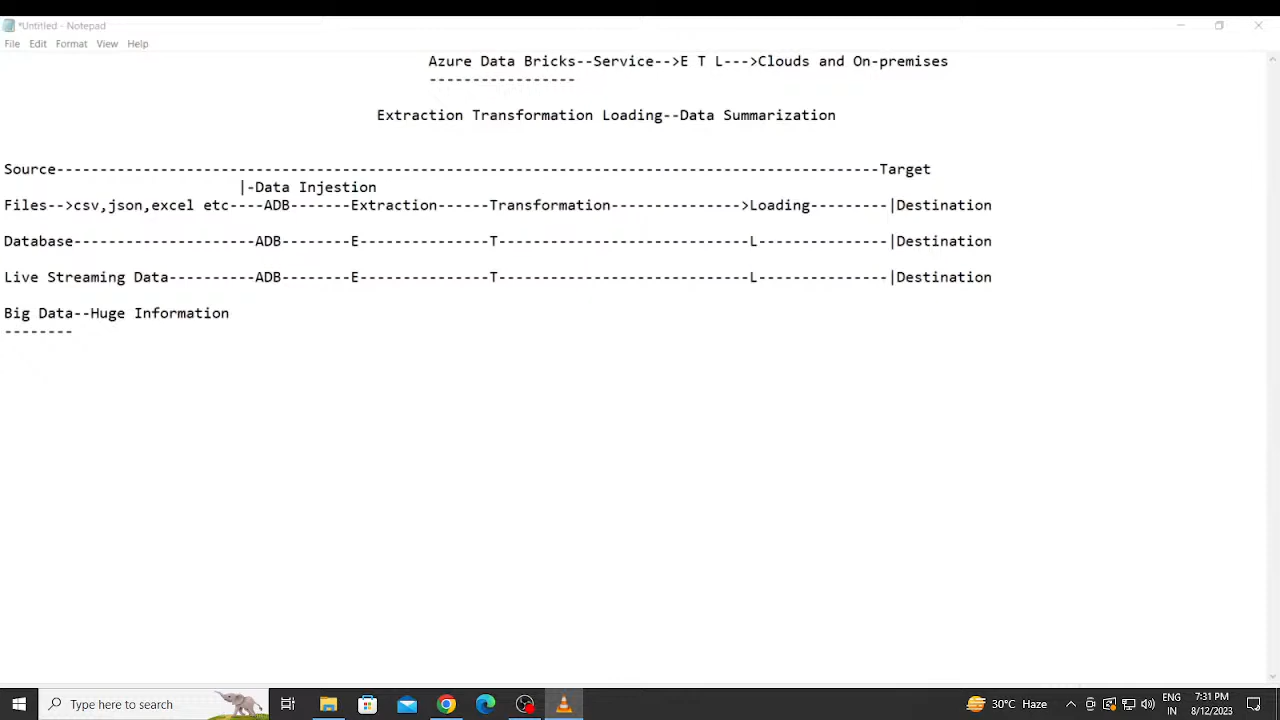 *Untitled - Notepad
File Edit Format View Help
Azure Data Bricks--Service-->E T L--->Clouds and On-premises
-----------------
Extraction Transformation Loading--Data Summarization
Source-----------------------------------------------------------------------------------------------Target
|-Data Injestion
Files-->csv,json,excel etc----ADB-------Extraction------Transformation--------------->Loading---------|Destination
Database---------------------ADB--------E---------------T-----------------------------L---------------|Destination
Live Streaming Data----------ADB--------E---------------T-----------------------------L---------------|Destination
Big Data--Huge Information
--------
Type here to search
30°C Haze
ENG
IN
7:31 PM
8/12/2023